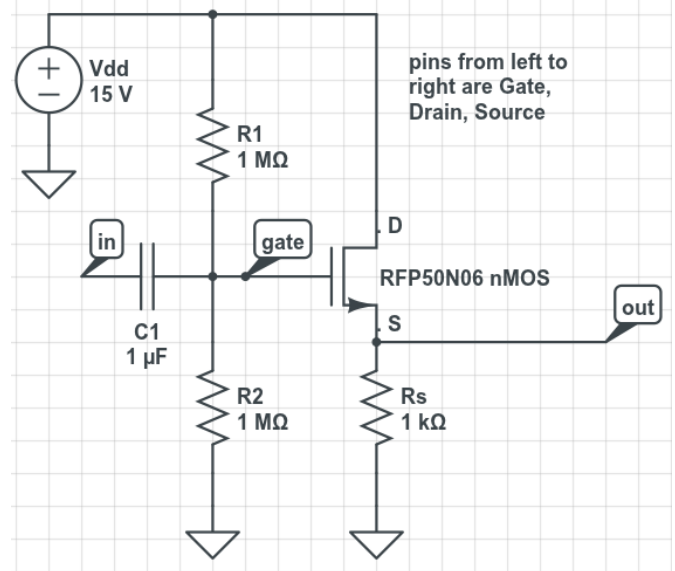 Vdd
15 V
pins from left to
right are Gate,
Drain, Source
R1
1 MΩ
D
in
gate
RFP50N06 nMOS
out
C1
1 µF
S
R2
1 MΩ
Rs
1 kΩ